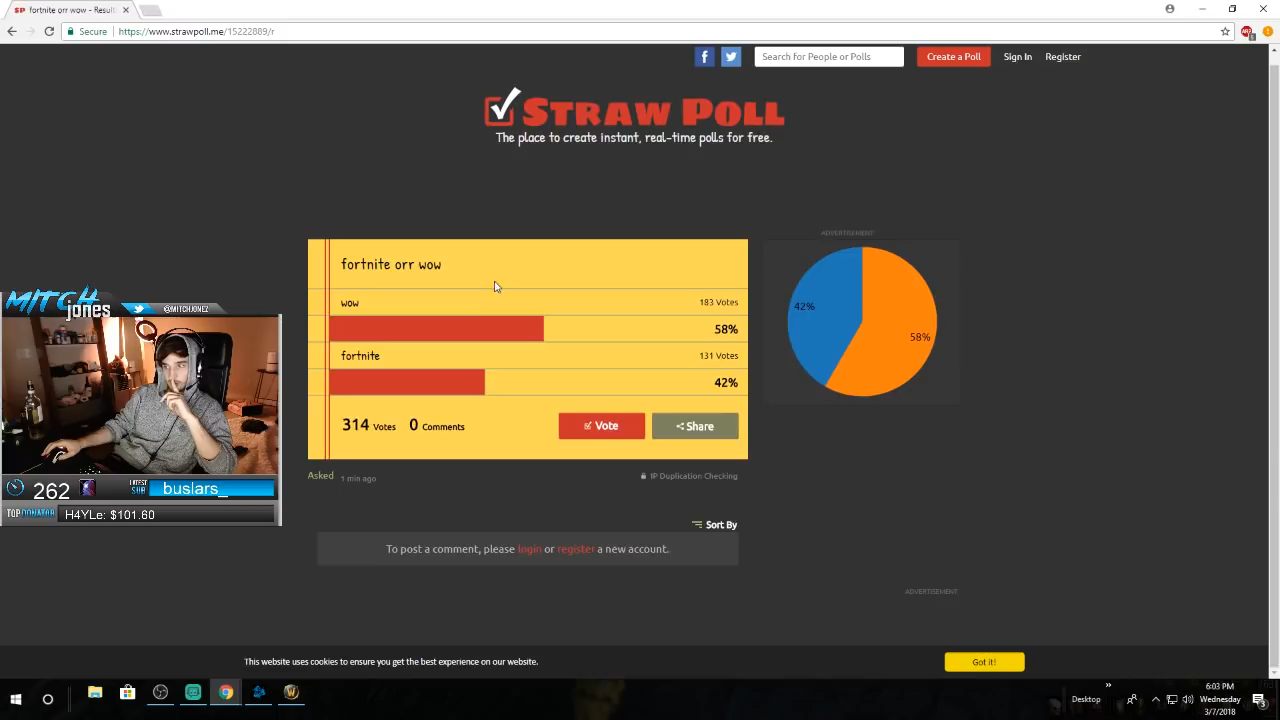 SP fortnite orr wow - Result
Secure https://www.strawpoll.me/15222889/r
f Search for People or Polls Create a Poll Sign In Register
STRAW POLL
The place to create instant, real-time polls for free.
ADVERTISEMENT
fortnite orr wow
wow 183 Votes
58%
fortnite 131 Votes
42%
314 Votes 0 Comments Vote Share
Asked 1 min ago IP Duplication Checking
42%
58%
MITCH
jones @MITCHJONEZ
262 LATEST SUB buslars_
TOP DONATOR H4YLe: $101.60
Sort By
To post a comment, please login or register a new account.
ADVERTISEMENT
This website uses cookies to ensure you get the best experience on our website. Got it!
Desktop
6:03 PM
Wednesday
3/7/2018
3